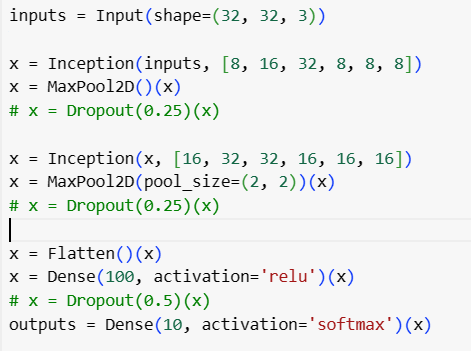 inputs = Input(shape=(32, 32, 3))
x = Inception(inputs, [8, 16, 32, 8, 8, 8])
x = MaxPool2D()(x)
# x = Dropout(0.25)(x)
x = Inception(x, [16, 32, 32, 16, 16, 16])
x = MaxPool2D(pool_size=(2, 2))(x)
# x = Dropout(0.25)(x)
x = Flatten()(x)
x = Dense(100, activation='relu')(x)
# x = Dropout(0.5)(x)
outputs = Dense(10, activation='softmax')(x)